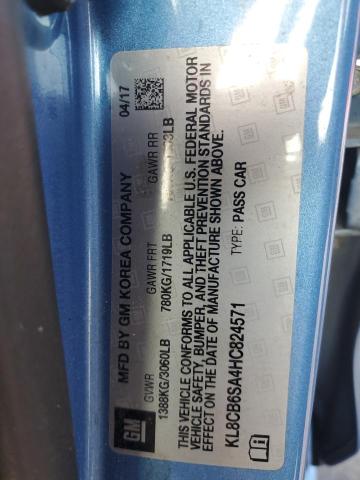 GM
MFD BY GM KOREA COMPANY 04/17
GVWR GAWR FRT GAWR RR
1388KG/3060LB 780KG/1719LB
THIS VEHICLE CONFORMS TO ALL APPLICABLE U.S. FEDERAL MOTOR
VEHICLE SAFETY, BUMPER, AND THEFT PREVENTION STANDARDS IN
EFFECT ON THE DATE OF MANUFACTURE SHOWN ABOVE.
KL8CB6SA4HC824571 TYPE: PASS CAR